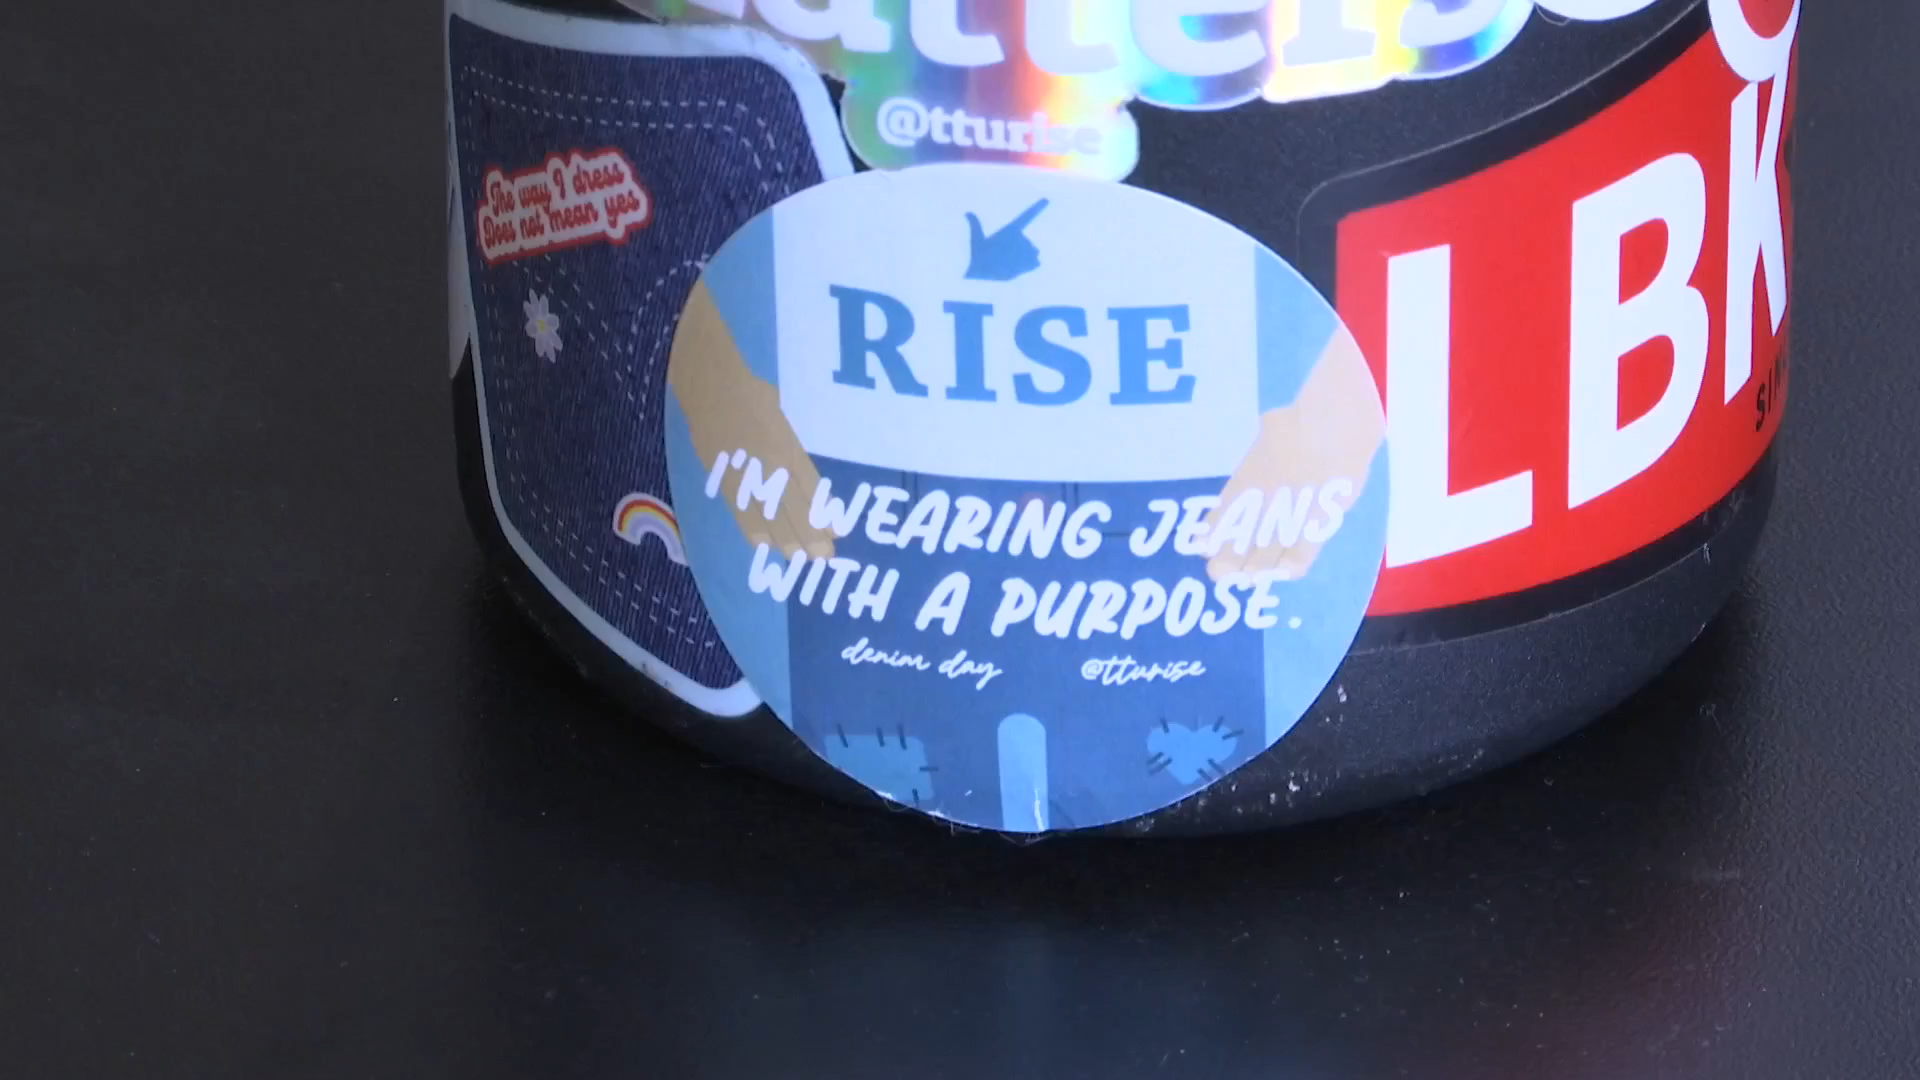 @tturise
The way I dress
Does not mean yes
RISE
I'M WEARING JEANS
WITH A PURPOSE.
denim day @tturise
LBK